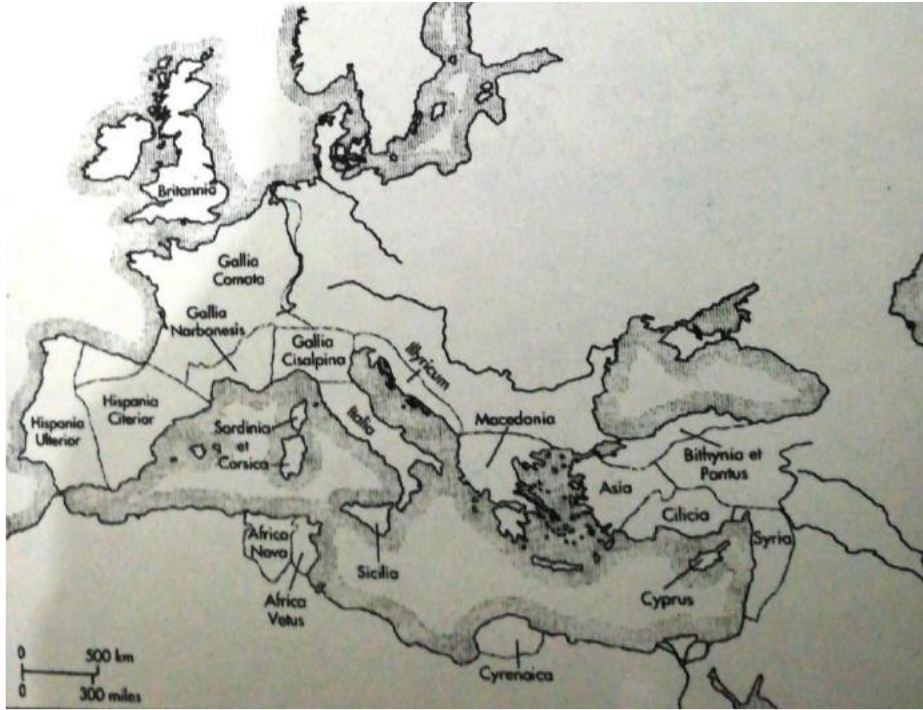 Britannia
Gallia
Comata
Gallia
Narbonesis
Gallia
Cisalpina
Illyricum
Hispania
Ulterior
Hispania
Citerior
Sardinia
et
Corsica
Italia
Macedonia
Bithynia et
Pontus
Asia
Cilicia
Syria
Africa
Nova
Sicilia
Africa
Vetus
Cyprus
Cyrenaica
0 500 km
0 300 miles